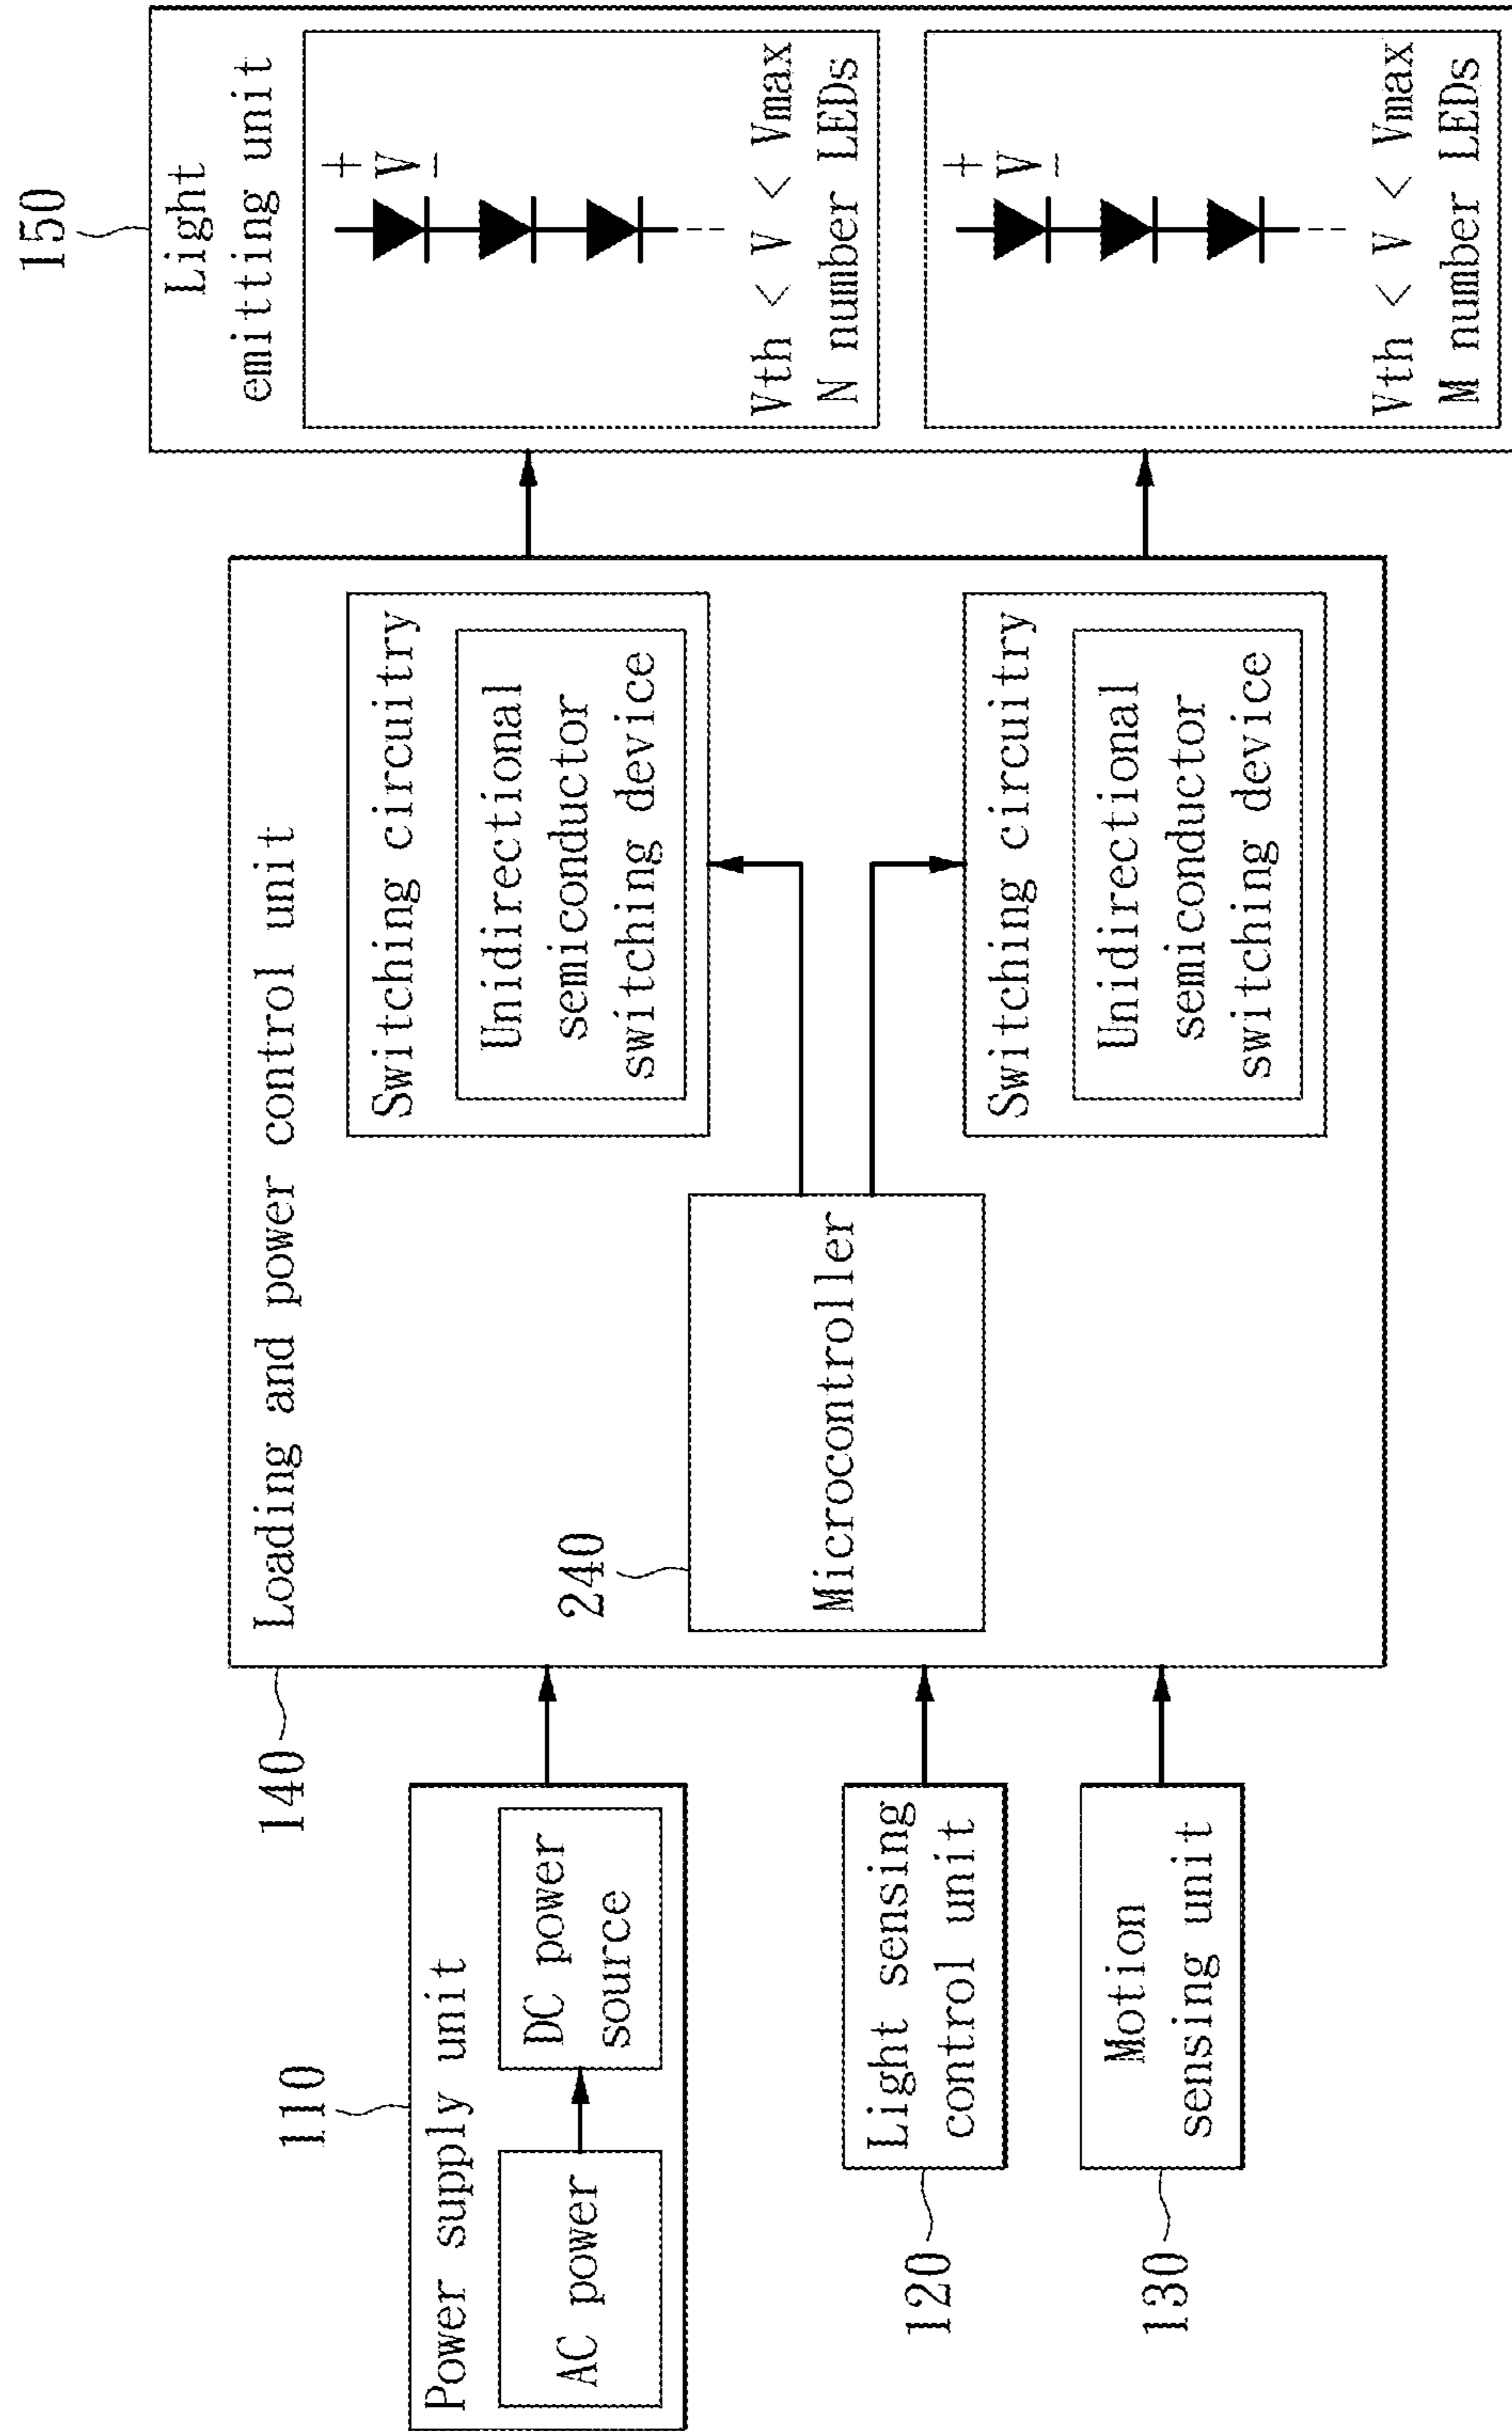 110
Power supply unit
AC power
DC power
source
120
Light sensing
control unit
130
Motion
sensing unit
140
Loading and power control unit
240
Microcontroller
Switching circuitry
Unidirectional
semiconductor
switching device
Switching circuitry
Unidirectional
semiconductor
switching device
150
Light
emitting unit
+
V
-
Vth < V < Vmax
N number LEDs
+
V
-
Vth < V < Vmax
M number LEDs